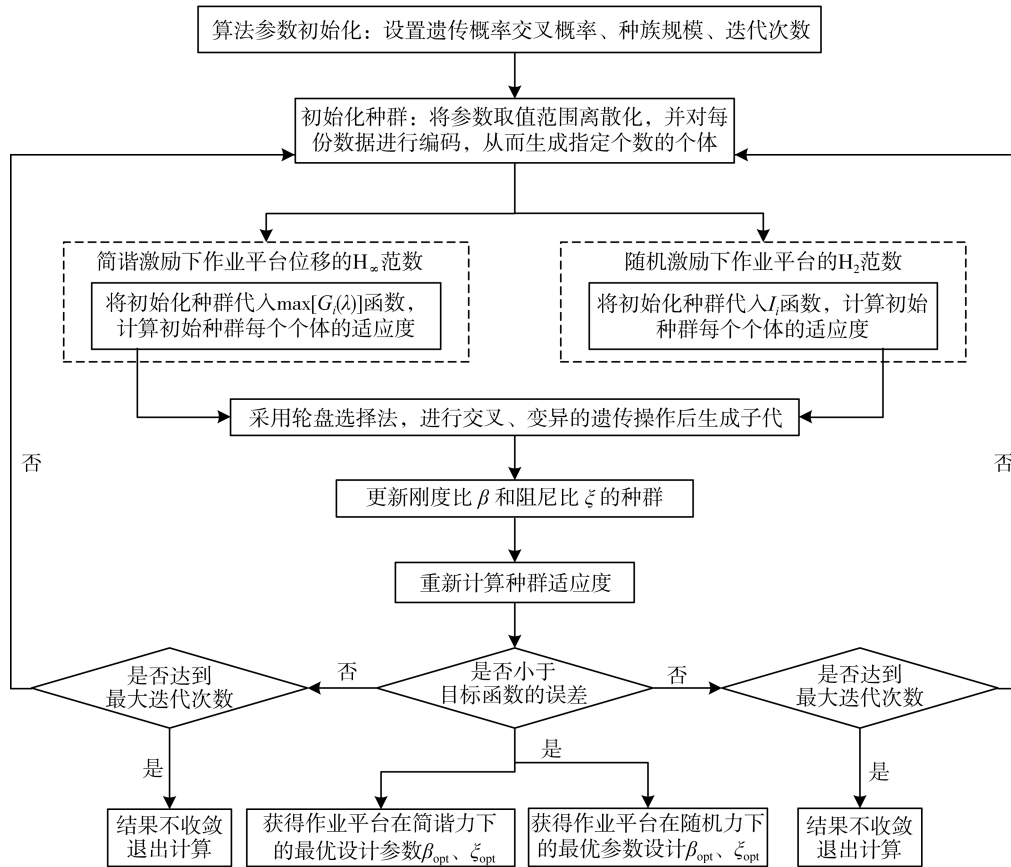 算法参数初始化：设置遗传概率交叉概率、种族规模、迭代次数
初始化种群：将参数取值范围离散化，并对每
份数据进行编码，从而生成指定个数的个体
简谐激励下作业平台位移的H∞范数
将初始化种群代入max[Gᵢ(λ)]函数，
计算初始种群每个个体的适应度
随机激励下作业平台的H₂范数
将初始化种群代入Iᵢ函数，计算初始
种群每个个体的适应度
采用轮盘选择法，进行交叉、变异的遗传操作后生成子代
否
否
更新刚度比 β 和阻尼比 ξ 的种群
重新计算种群适应度
是否达到
最大迭代次数
否
是否小于
目标函数的误差
否
是否达到
最大迭代次数
是
是
是
结果不收敛
退出计算
获得作业平台在简谐力下
的最优设计参数βopt、ξopt
获得作业平台在随机力下
的最优参数设计βopt、ξopt
结果不收敛
退出计算